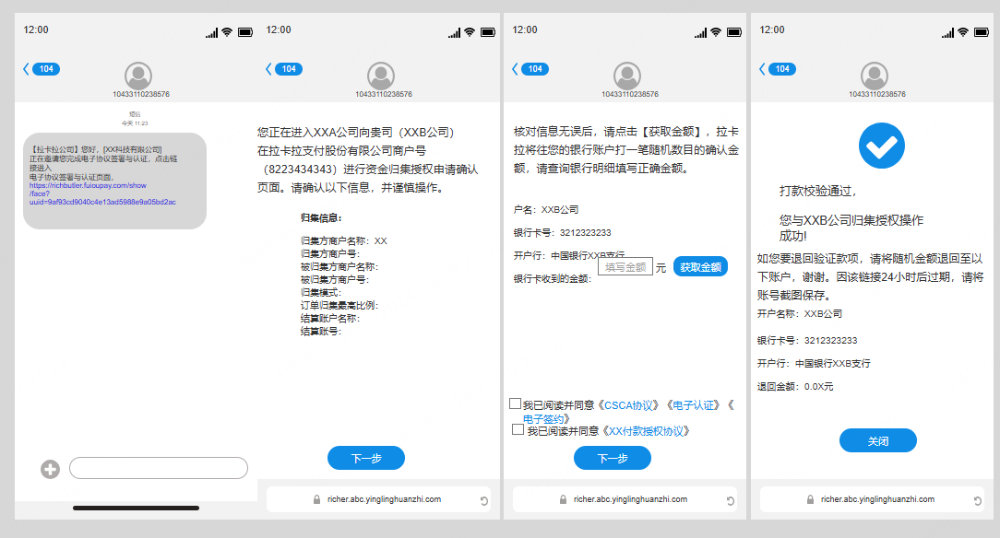 12:00
104
10433110238576
短信
今天 11:23
【拉卡拉公司】您好，[XX科技有限公司]
正在邀请您完成电子协议签署与认证，点击链
接进入
电子协议签署与认证页面，
https://richbutler.fuioupay.com/show
/face?
uuid=9af93cd9040c4e13ad5988e9a05bd2ac
12:00
104
10433110238576
您正在进入XXA公司向贵司（XXB公司）
在拉卡拉支付股份有限公司商户号
（8223434343）进行资金归集授权申请确认
页面。请确认以下信息，并谨慎操作。
归集信息：
归集方商户名称：XX
归集方商户号：
被归集方商户名称：
被归集方商户号：
归集模式：
订单归集最高比例：
结算账户名称：
结算账号：
下一步
richer.abc.yinglinghuanzhi.com
12:00
104
10433110238576
核对信息无误后，请点击【获取金额】，拉卡
拉将往您的银行账户打一笔随机数目的确认金
额，请查询银行明细填写正确金额。
户名：XXB公司
银行卡号：3212323233
开户行：中国银行XXB支行
银行卡收到的金额：
填写金额 元 获取金额
我已阅读并同意《CSCA协议》《电子认证》《
电子签约》
我已阅读并同意《XX付款授权协议》
下一步
richer.abc.yinglinghuanzhi.com
12:00
104
10433110238576
打款校验通过，
您与XXB公司归集授权操作
成功!
如您要退回验证款项，请将随机金额退回至以
下账户，谢谢。因该链接24小时后过期，请将
账号截图保存。
开户名称：XXB公司
银行卡号：3212323233
开户行：中国银行XXB支行
退回金额：0.0X元
关闭
richer.abc.yinglinghuanzhi.com